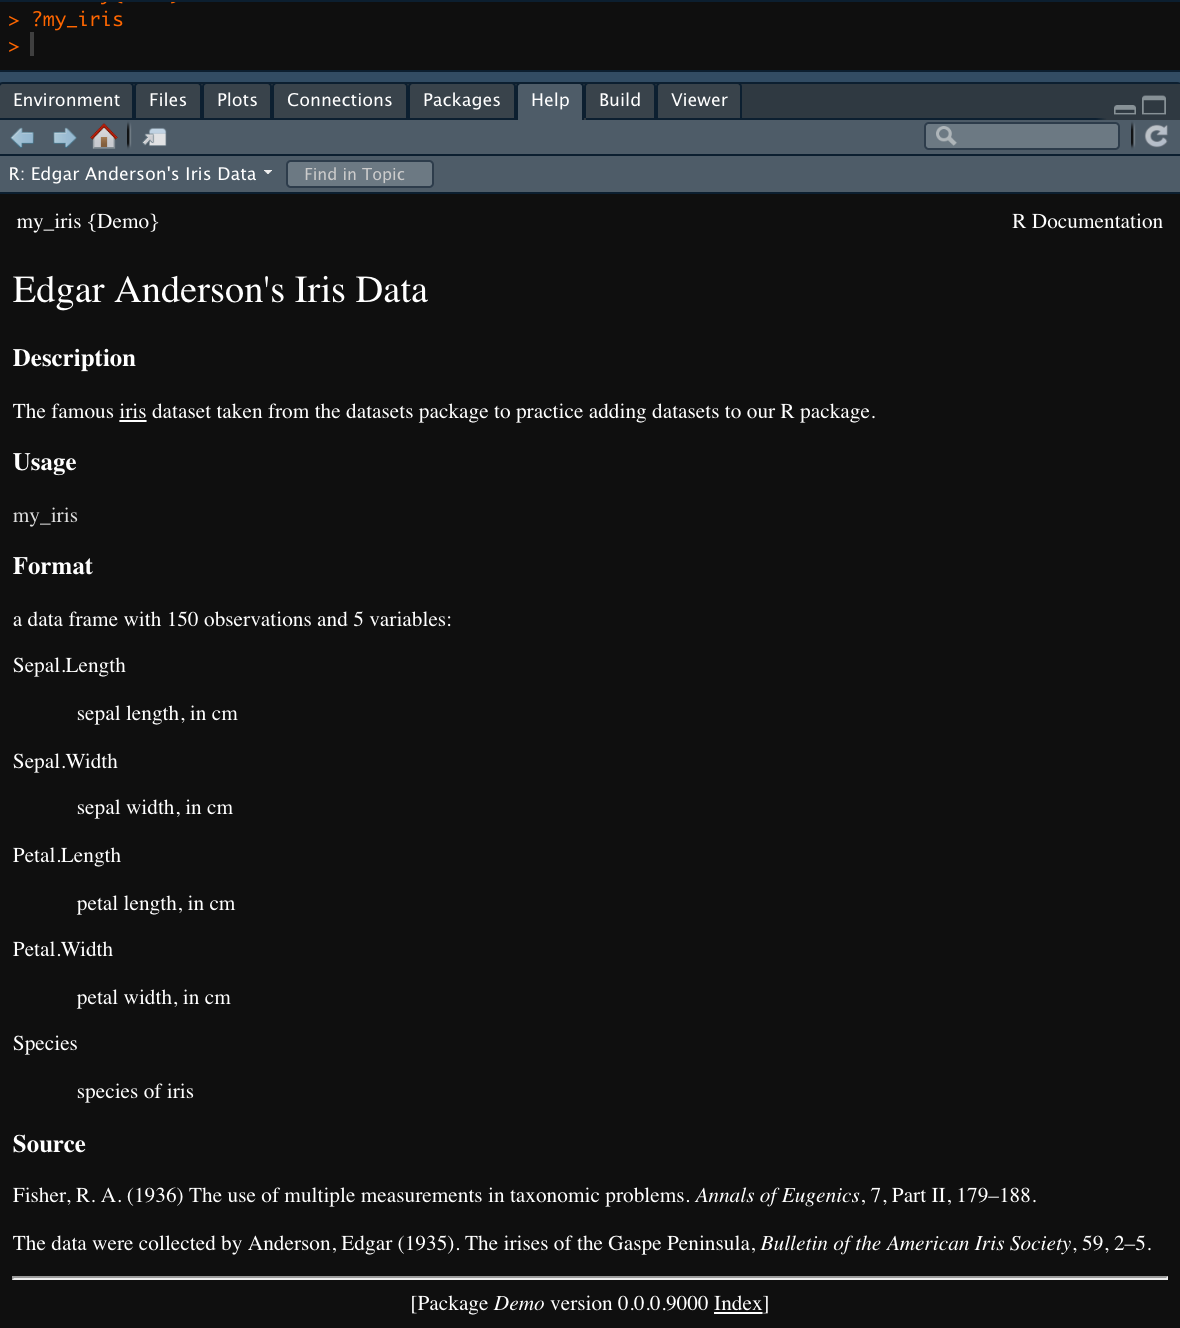 > ?my_iris
>
Environment Files Plots Connections Packages Help Build Viewer
R: Edgar Anderson's Iris Data Find in Topic
my_iris {Demo} R Documentation
Edgar Anderson's Iris Data
Description
The famous iris dataset taken from the datasets package to practice adding datasets to our R package.
Usage
my_iris
Format
a data frame with 150 observations and 5 variables:
Sepal.Length
sepal length, in cm
Sepal.Width
sepal width, in cm
Petal.Length
petal length, in cm
Petal.Width
petal width, in cm
Species
species of iris
Source
Fisher, R. A. (1936) The use of multiple measurements in taxonomic problems. Annals of Eugenics, 7, Part II, 179–188.
The data were collected by Anderson, Edgar (1935). The irises of the Gaspe Peninsula, Bulletin of the American Iris Society, 59, 2–5.
[Package Demo version 0.0.0.9000 Index]